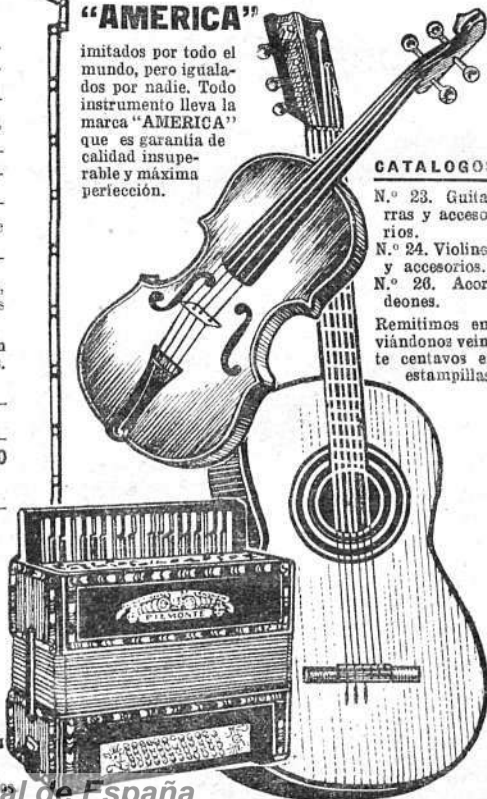 “AMERICA”
imitados por todo el
mundo, pero iguala-
dos por nadie. Todo
instrumento lleva la
marca “AMERICA”
que es garantía de
calidad insupe-
rable y máxima
perfección.
CATALOGO
N.º 23. Guita
rras y acceso
rios.
N.º 24. Violine
y accesorios.
N.º 26. Acor
deones.
Remitimos en
viándonos vein
te centavos e
estampillas
PIEMONTE
al de España